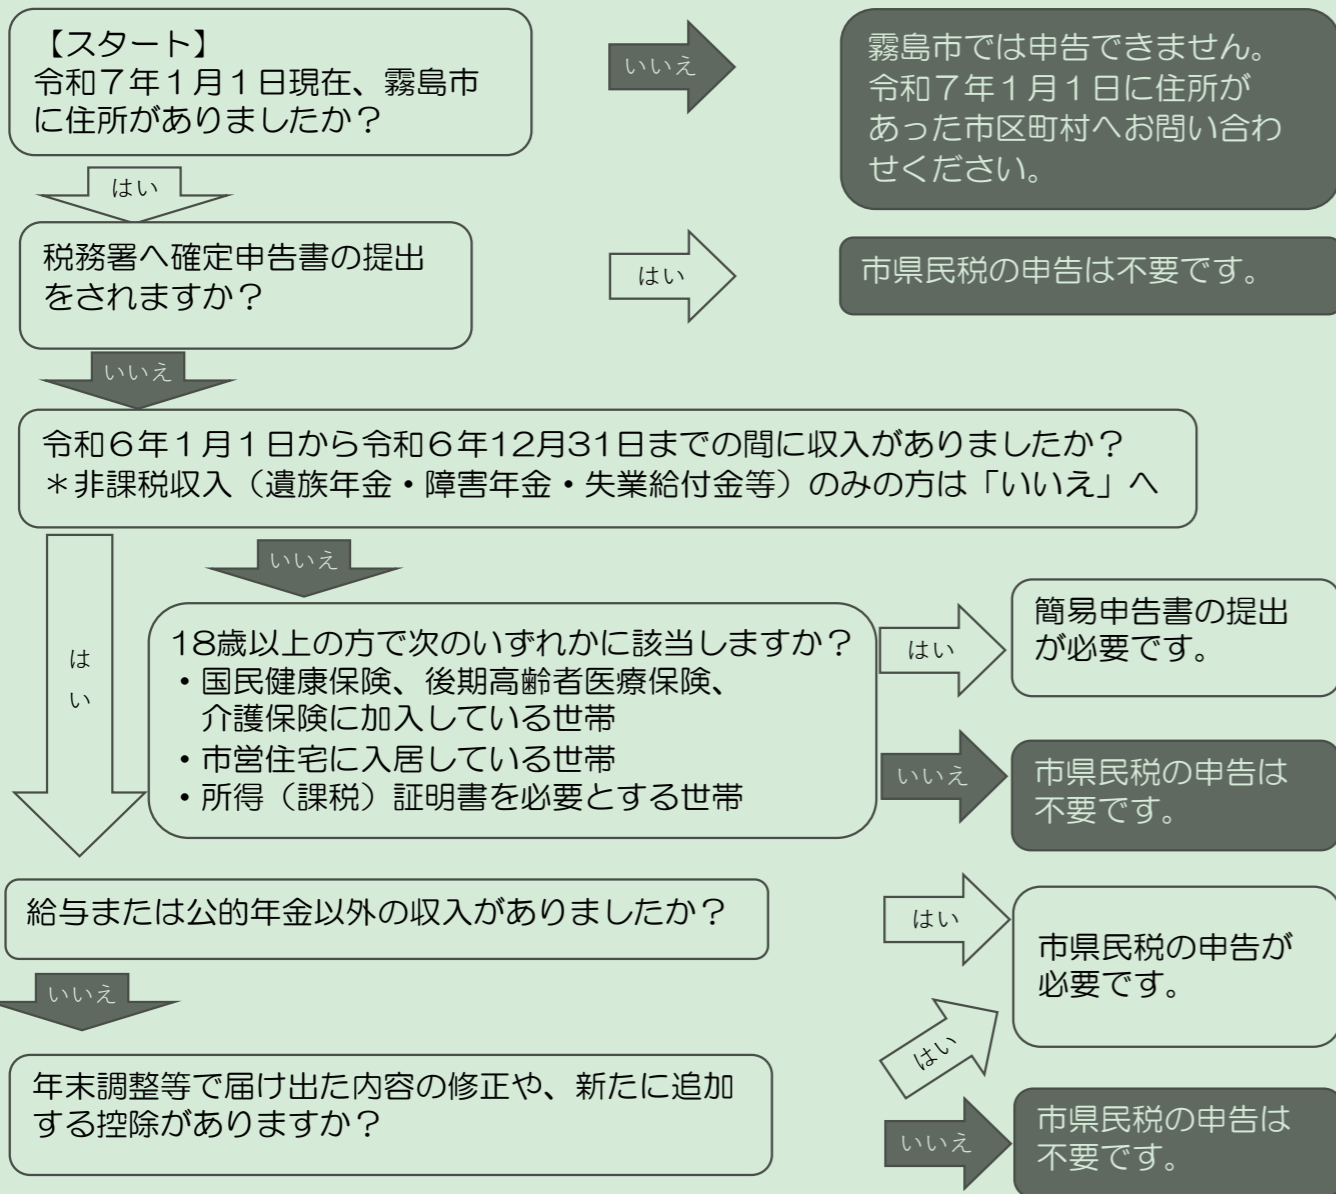 【スタート】
令和７年１月１日現在、霧島市
に住所がありましたか？
いいえ
霧島市では申告できません。
令和７年１月１日に住所が
あった市区町村へお問い合わ
せください。
はい
税務署へ確定申告書の提出
をされますか？
はい
市県民税の申告は不要です。
いいえ
令和６年１月１日から令和６年12月31日までの間に収入がありましたか？
＊非課税収入（遺族年金・障害年金・失業給付金等）のみの方は「いいえ」へ
はい
いいえ
18歳以上の方で次のいずれかに該当しますか？
・国民健康保険、後期高齢者医療保険、
介護保険に加入している世帯
・市営住宅に入居している世帯
・所得（課税）証明書を必要とする世帯
はい
簡易申告書の提出
が必要です。
いいえ
市県民税の申告は
不要です。
給与または公的年金以外の収入がありましたか？
はい
市県民税の申告が
必要です。
いいえ
年末調整等で届け出た内容の修正や、新たに追加
する控除がありますか？
はい
いいえ
市県民税の申告は
不要です。